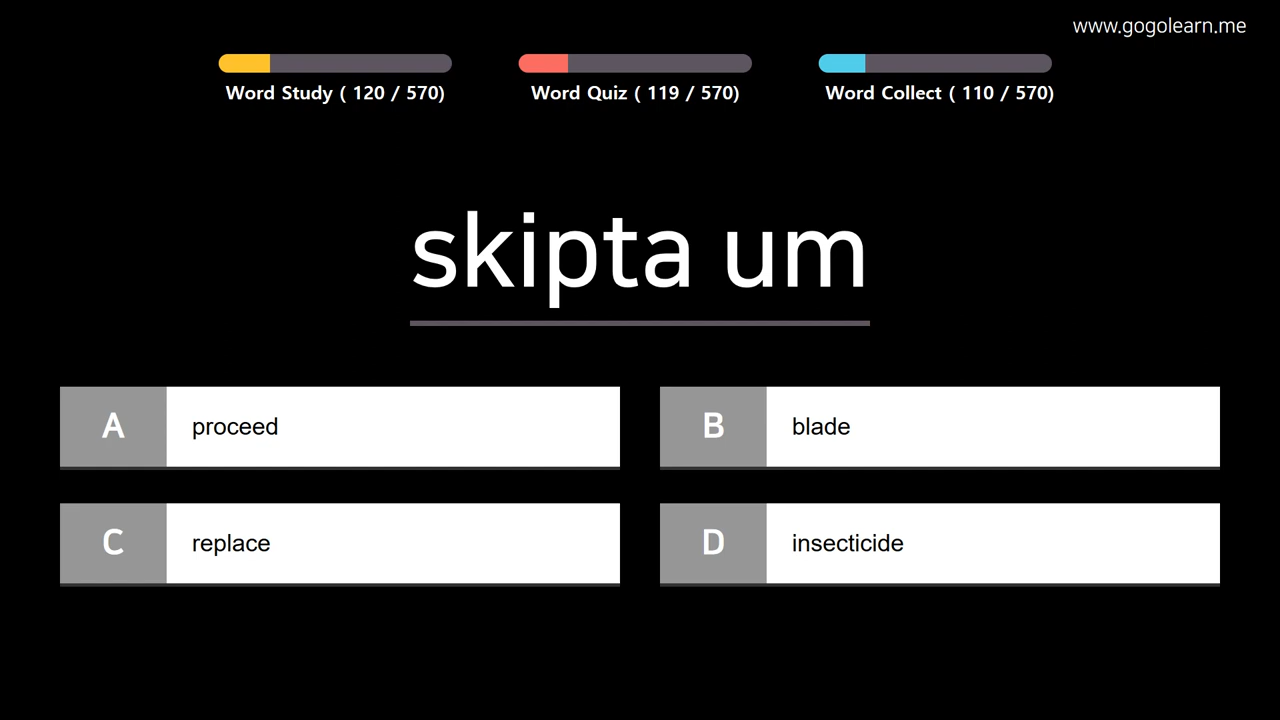 www.gogolearn.me
Word Study ( 120 / 570)
Word Quiz ( 119 / 570)
Word Collect ( 110 / 570)
skipta um
A proceed
B blade
C replace
D insecticide